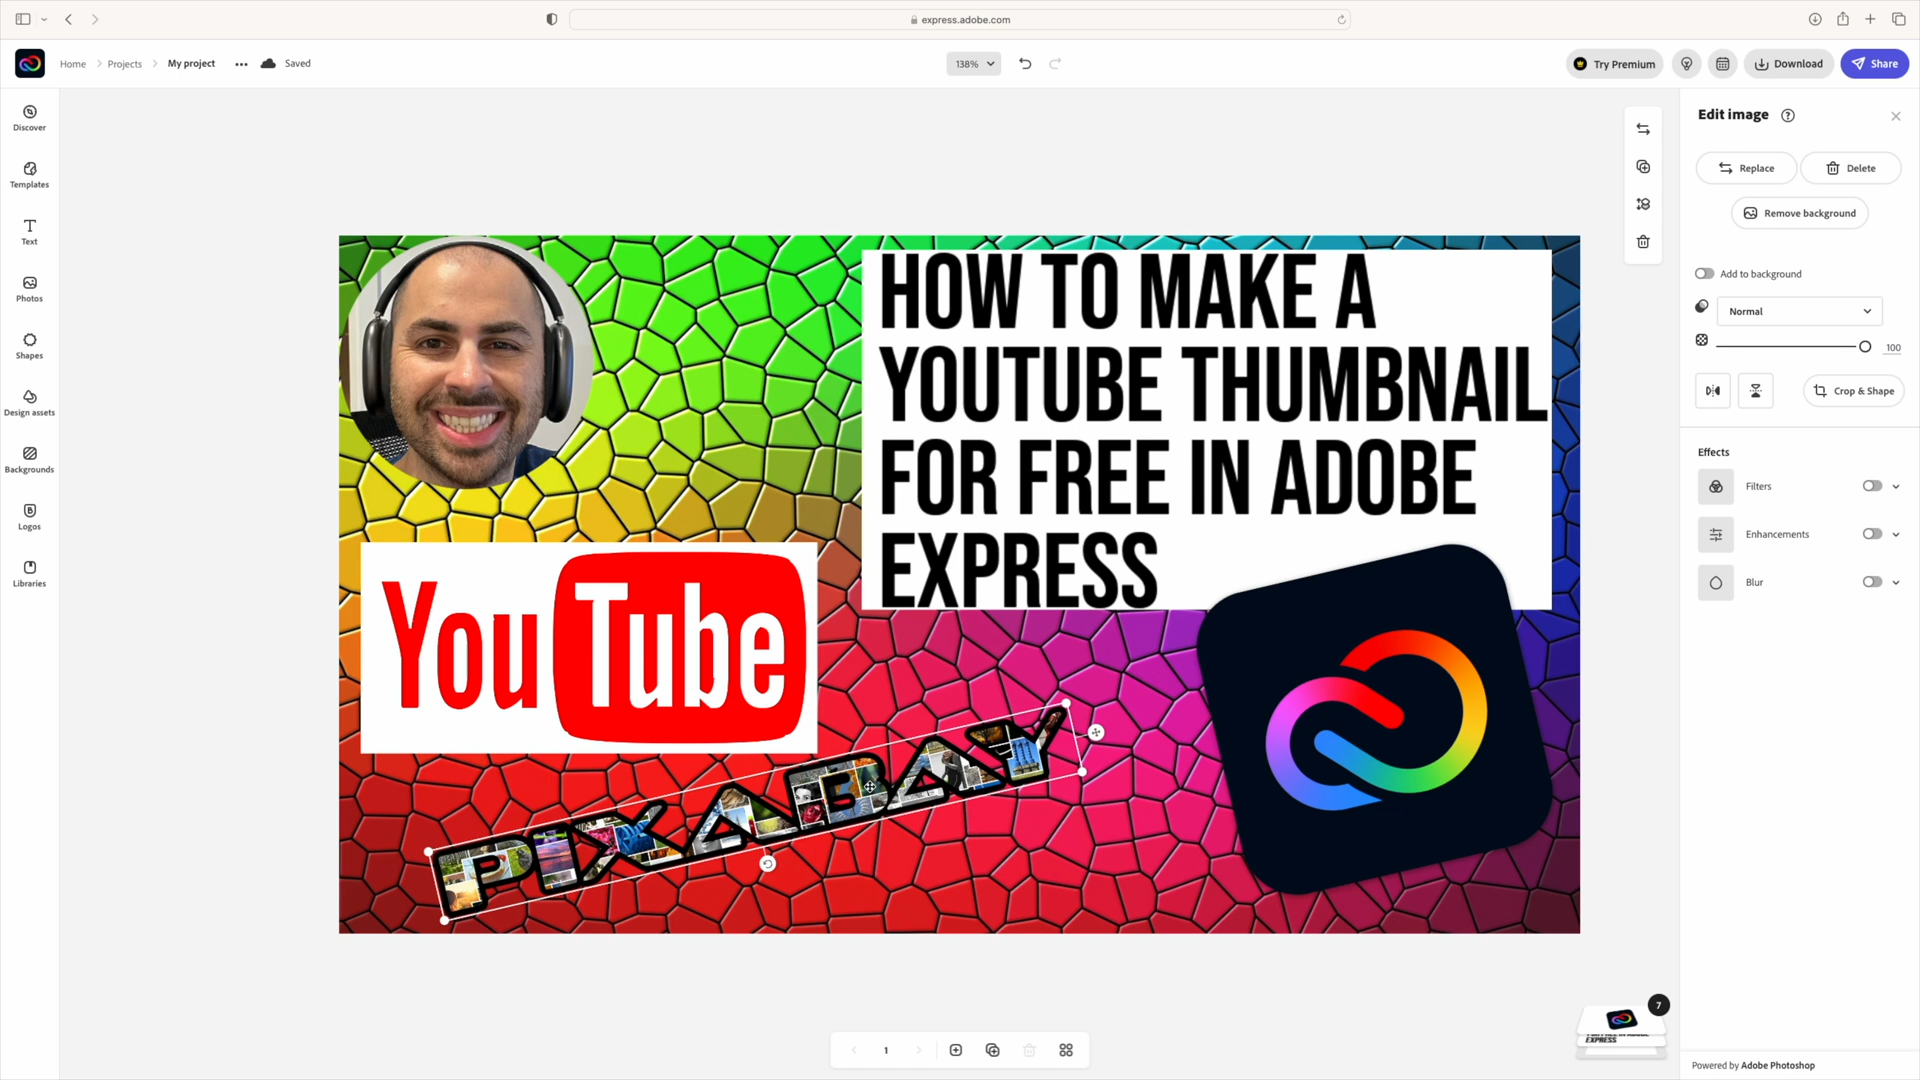 express.adobe.com
Home
Projects
My project
Saved
138%
Try Premium
Download
Share
Discover
Templates
Text
Photos
Shapes
Design assets
Backgrounds
Logos
Libraries
HOW TO MAKE A
YOUTUBE THUMBNAIL
FOR FREE IN ADOBE
EXPRESS
YouTube
PIXABAY
Edit image
Replace
Delete
Remove background
Add to background
Normal
100
Crop & Shape
Effects
Filters
Enhancements
Blur
7
EXPRESS
1
Powered by Adobe Photoshop